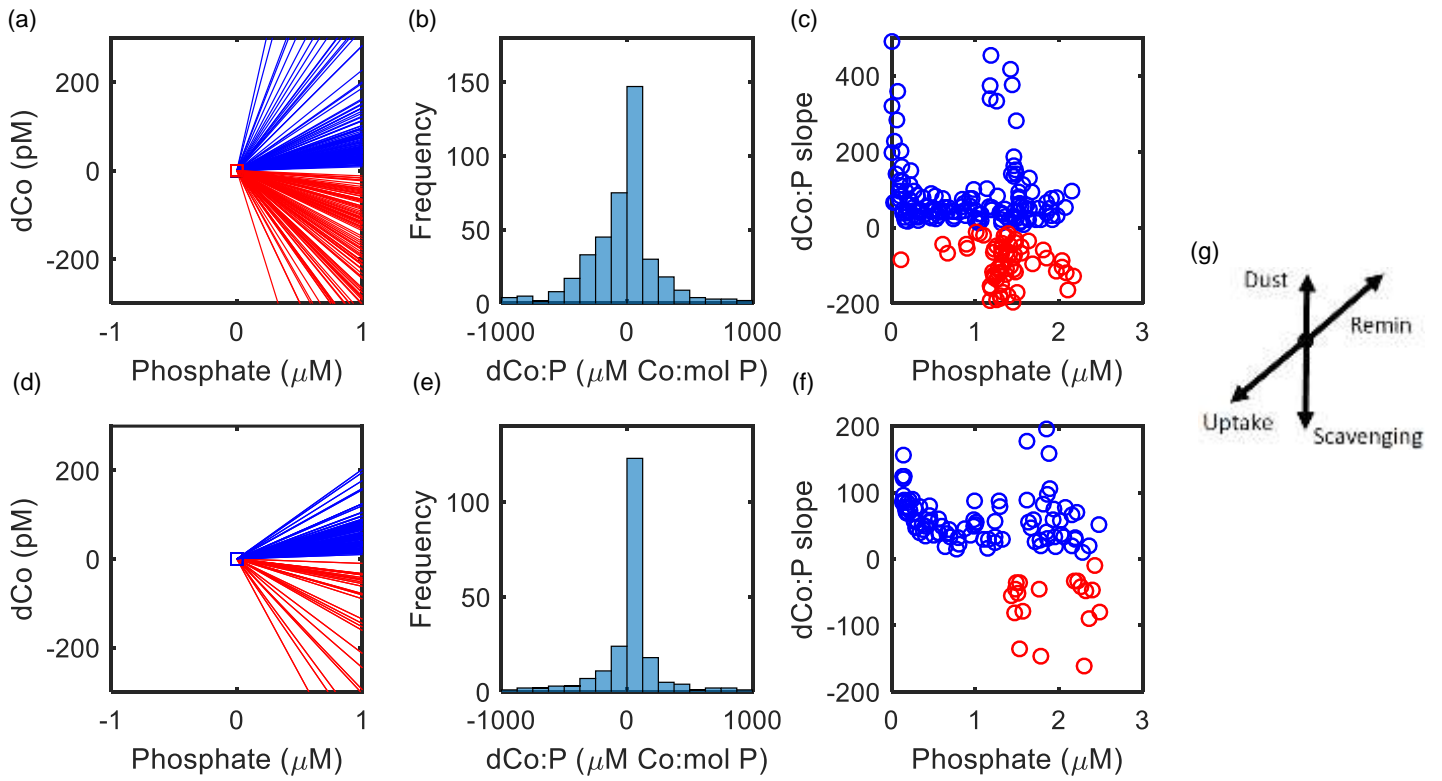 (a)
(b)
(c)
dCo (pM)
200
0
-200
-1
0
1
Phosphate (μM)
Frequency
150
100
50
0
-1000
0
1000
dCo:P (μM Co:mol P)
dCo:P slope
400
200
0
-200
0
1
2
3
Phosphate (μM)
(g)
Dust
Remin
Uptake
Scavenging
(d)
(e)
(f)
dCo (pM)
200
0
-200
-1
0
1
Phosphate (μM)
Frequency
100
50
0
-1000
0
1000
dCo:P (μM Co:mol P)
dCo:P slope
200
100
0
-100
-200
0
1
2
3
Phosphate (μM)